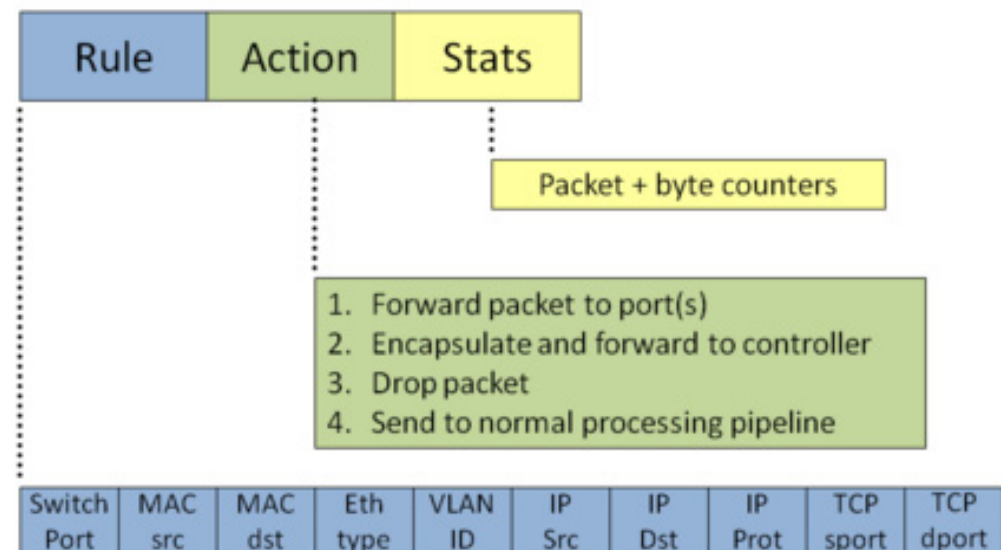 Rule Action Stats
Packet + byte counters
1. Forward packet to port(s)
2. Encapsulate and forward to controller
3. Drop packet
4. Send to normal processing pipeline
Switch MAC MAC Eth VLAN IP IP IP TCP TCP
Port src dst type ID Src Dst Prot sport dport